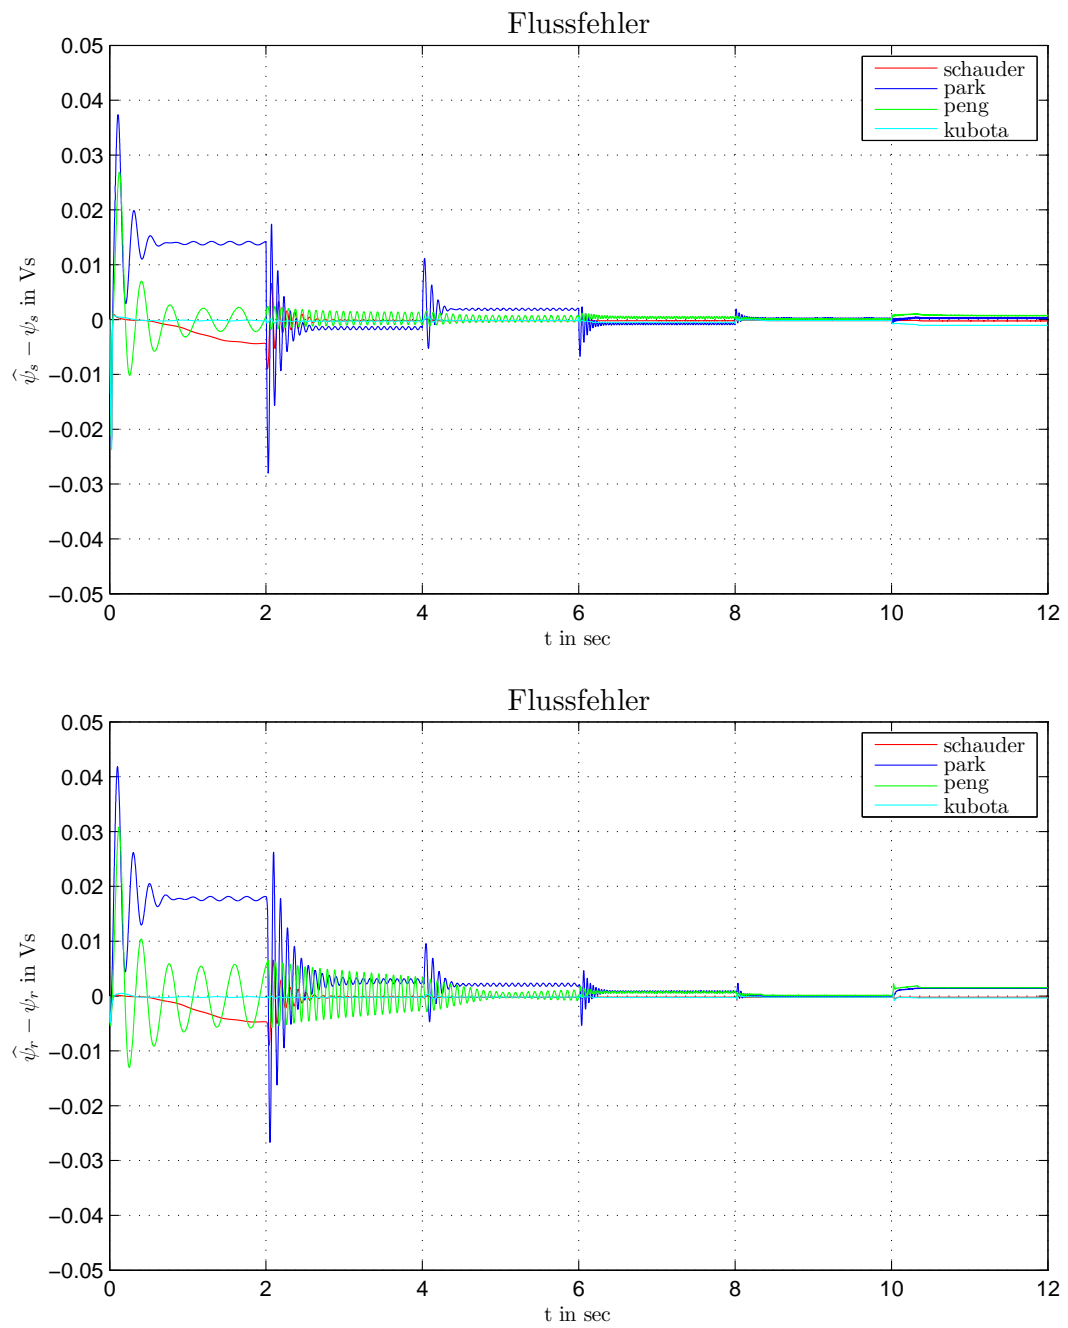 Flussfehler
0.05
0.04
0.03
0.02
0.01
0
−0.01
−0.02
−0.03
−0.04
−0.05
ψ̂s − ψs in Vs
schauder
park
peng
kubota
0 2 4 6 8 10 12
t in sec
Flussfehler
0.05
0.04
0.03
0.02
0.01
0
−0.01
−0.02
−0.03
−0.04
−0.05
ψ̂r − ψr in Vs
schauder
park
peng
kubota
0 2 4 6 8 10 12
t in sec